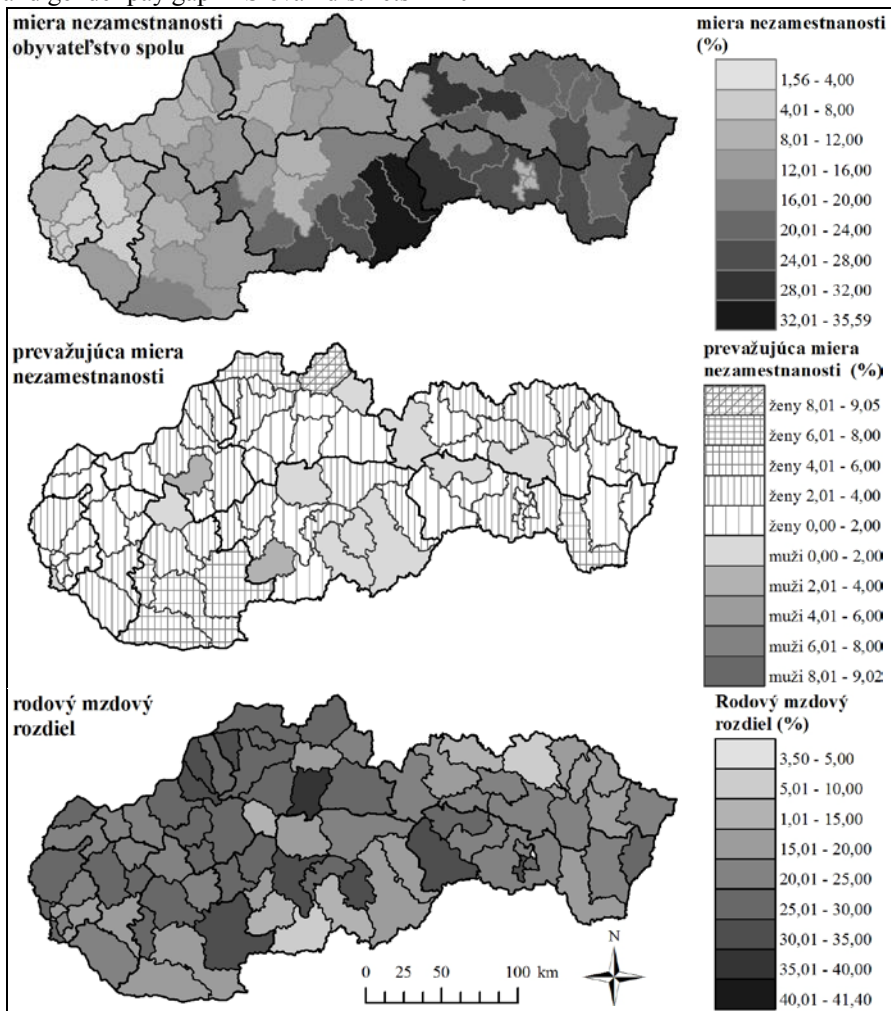 miera nezamestnanosti
obyvateľstvo spolu
miera nezamestnanosti
(%)
1,56 - 4,00
4,01 - 8,00
8,01 - 12,00
12,01 - 16,00
16,01 - 20,00
20,01 - 24,00
24,01 - 28,00
28,01 - 32,00
32,01 - 35,59
prevažujúca miera
nezamestnanosti
prevažujúca miera
nezamestnanosti (%)
ženy 8,01 - 9,05
ženy 6,01 - 8,00
ženy 4,01 - 6,00
ženy 2,01 - 4,00
ženy 0,00 - 2,00
muži 0,00 - 2,00
muži 2,01 - 4,00
muži 4,01 - 6,00
muži 6,01 - 8,00
muži 8,01 - 9,02
rodový mzdový
rozdiel
Rodový mzdový
rozdiel (%)
3,50 - 5,00
5,01 - 10,00
1,01 - 15,00
15,01 - 20,00
20,01 - 25,00
25,01 - 30,00
30,01 - 35,00
35,01 - 40,00
40,01 - 41,40
N
0 25 50 100 km